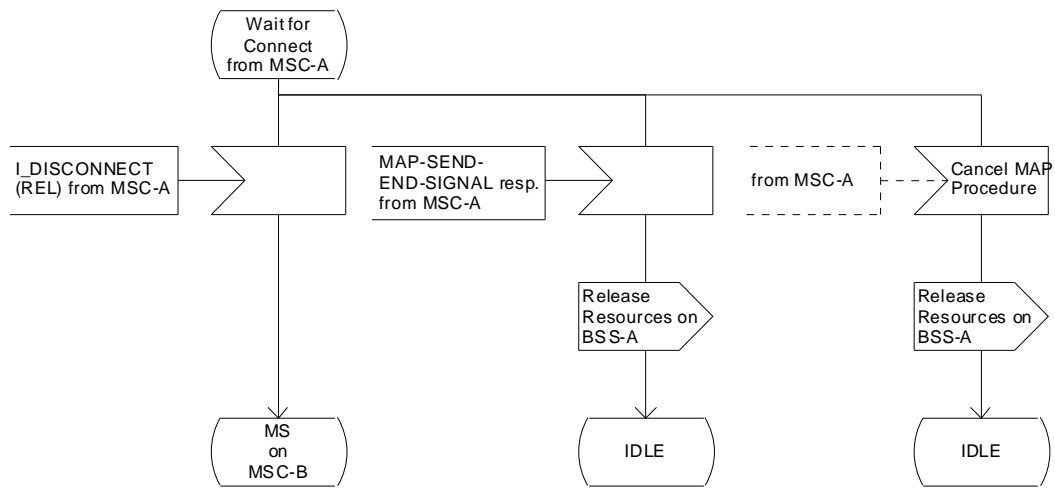 Wait for
Connect
from MSC-A
I_DISCONNECT
(REL) from MSC-A
MAP-SEND-
END-SIGNAL resp.
from MSC-A
from MSC-A
Cancel MAP
Procedure
Release
Resources on
BSS-A
Release
Resources on
BSS-A
MS
on
MSC-B
IDLE
IDLE